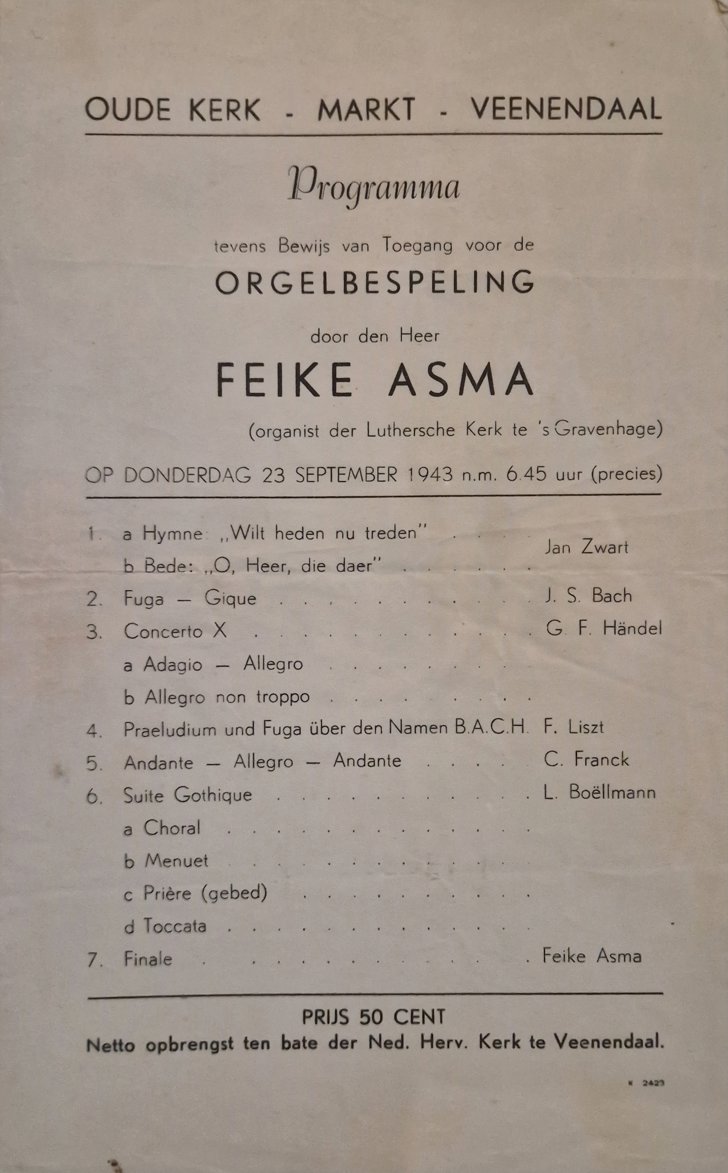 OUDE KERK - MARKT - VEENENDAAL
Programma
tevens Bewijs van Toegang voor de
ORGELBESPELING
door den Heer
FEIKE ASMA
(organist der Luthersche Kerk te 's Gravenhage)
OP DONDERDAG 23 SEPTEMBER 1943 n.m. 6.45 uur (precies)
1. a Hymne „Wilt heden nu treden" . . . Jan Zwart
b Bede: „O, Heer, die daer" . . . . . .
2. Fuga — Gique . . . . . . . . . . J. S. Bach
3. Concerto X . . . . . . . . . . . G. F. Händel
a Adagio — Allegro . . . . . . .
b Allegro non troppo . . . . . . .
4. Praeludium und Fuga über den Namen B.A.C.H. F. Liszt
5. Andante — Allegro — Andante . . . . C. Franck
6. Suite Gothique . . . . . . . . . . L. Boëllmann
a Choral . . . . . . . . . . . .
b Menuet . . . . . . . . . . . .
c Prière (gebed) . . . . . . . . .
d Toccata . . . . . . . . . . . .
7. Finale . . . . . . . . . . . Feike Asma
PRIJS 50 CENT
Netto opbrengst ten bate der Ned. Herv. Kerk te Veenendaal.
K 2423